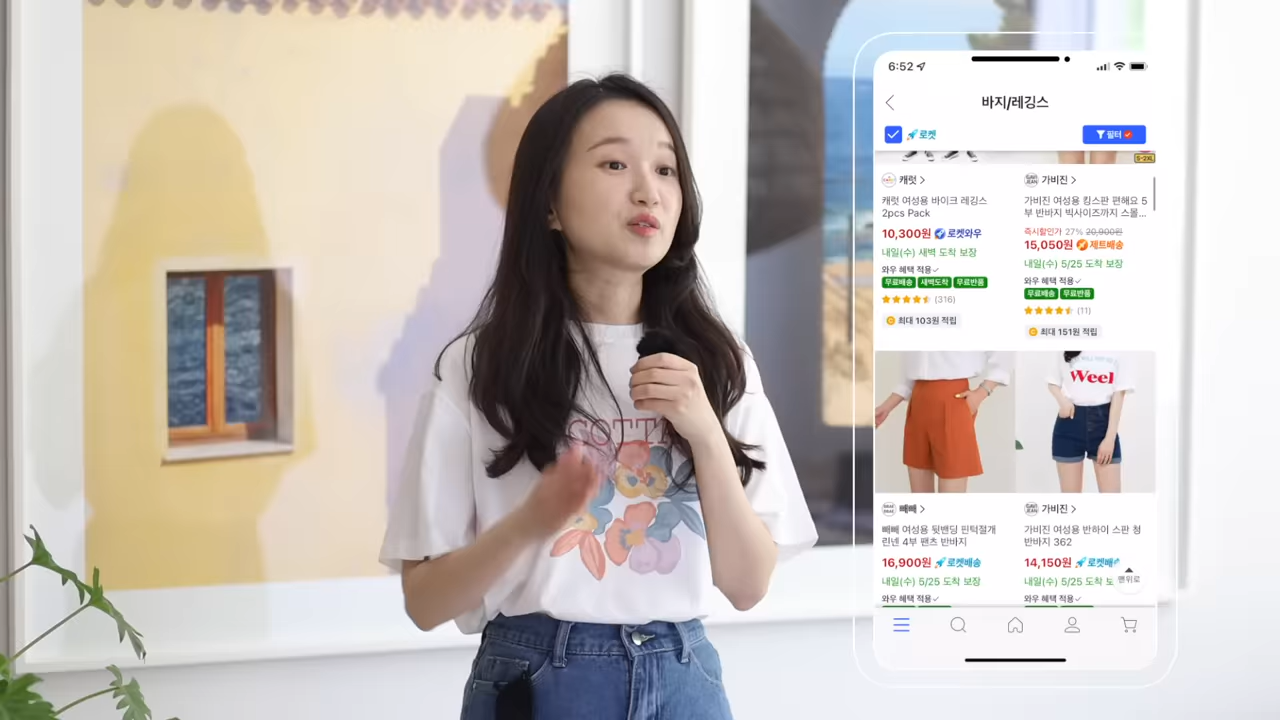 6:52
바지/레깅스
로켓
필터
S-2XL
캐럿 >
캐럿 여성용 바이크 레깅스
2pcs Pack
10,300원 로켓와우
내일(수) 새벽 도착 보장
와우 혜택 적용
무료배송 새벽도착 무료반품
(316)
최대 103원 적립
가비진 >
가비진 여성용 킹스판 편해요 5
부 반바지 빅사이즈까지 스몰...
즉시할인가 27% 20,900원
15,050원 제트배송
내일(수) 5/25 도착 보장
와우 혜택 적용
무료배송 무료반품
(11)
최대 151원 적립
Weel
빼빼 >
빼빼 여성용 뒷밴딩 핀턱절개
린넨 4부 팬츠 반바지
16,900원 로켓배송
내일(수) 5/25 도착 보장
와우 혜택 적용
가비진 >
가비진 여성용 반하이 스판 청
반바지 362
14,150원 로켓배송
내일(수) 5/25 도착 보
와우 혜택 적용
맨위로